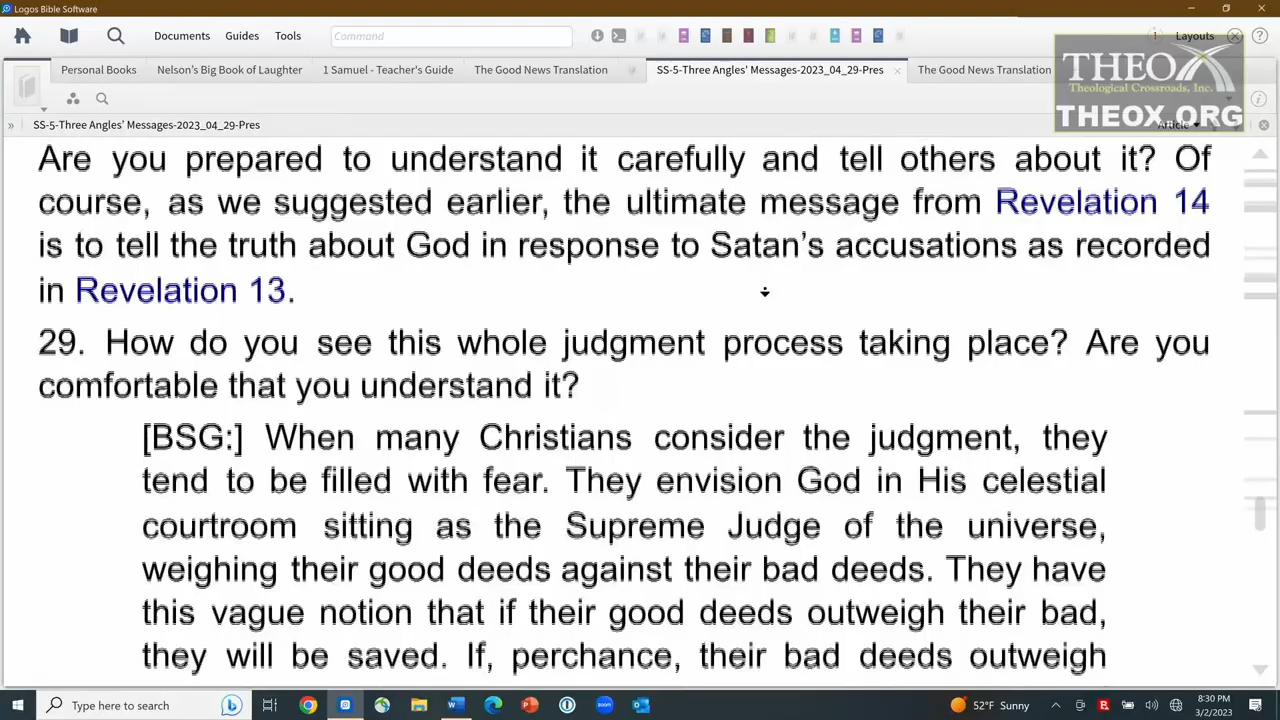 Logos Bible Software
Documents Guides Tools Command Layouts
Personal Books Nelson's Big Book of Laughter 1 Samuel - Teacher's Guide The Good News Translation SS-5-Three Angles' Messages-2023_04_29-Pres The Good News Translation
THEOX
Theological Crossroads, Inc.
THEOX.ORG
SS-5-Three Angles' Messages-2023_04_29-Pres Article
Are you prepared to understand it carefully and tell others about it? Of
course, as we suggested earlier, the ultimate message from Revelation 14
is to tell the truth about God in response to Satan's accusations as recorded
in Revelation 13.
29. How do you see this whole judgment process taking place? Are you
comfortable that you understand it?
[BSG:] When many Christians consider the judgment, they
tend to be filled with fear. They envision God in His celestial
courtroom sitting as the Supreme Judge of the universe,
weighing their good deeds against their bad deeds. They have
this vague notion that if their good deeds outweigh their bad,
they will be saved. If, perchance, their bad deeds outweigh
Type here to search 52°F Sunny 8:30 PM
3/2/2023